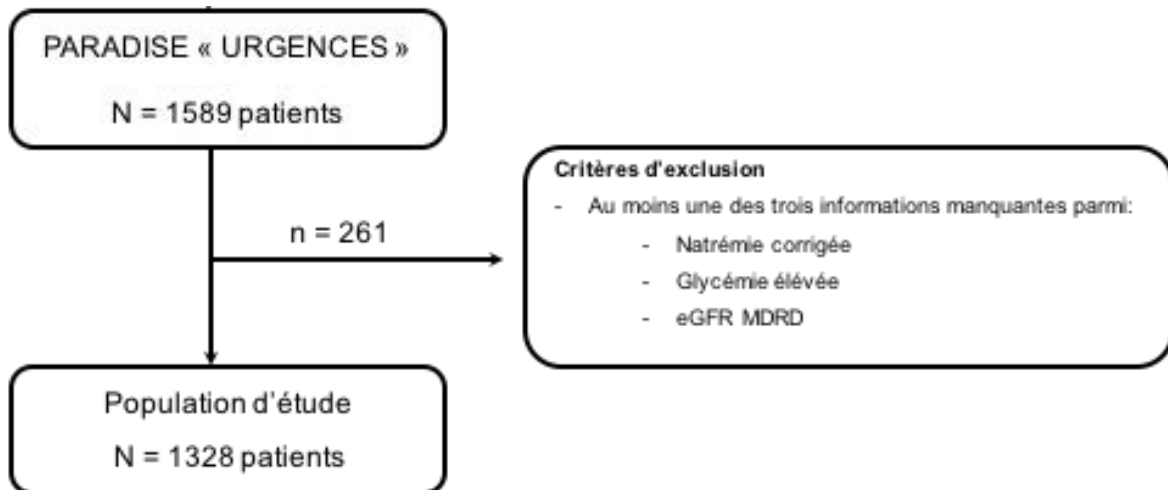 PARADISE « URGENCES »
N = 1589 patients
n = 261
Critères d'exclusion
- Au moins une des trois informations manquantes parmi:
- Natrémie corrigée
- Glycémie élévée
- eGFR MDRD
Population d'étude
N = 1328 patients